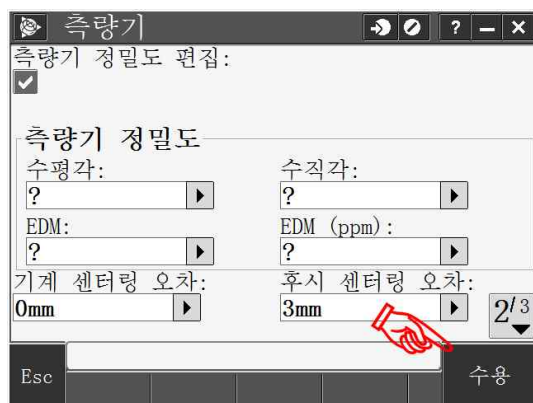 측량기 ? – ×
측량기 정밀도 편집:
측량기 정밀도
수평각: 수직각:
? ?
EDM: EDM (ppm):
? ?
기계 센터링 오차: 후시 센터링 오차:
0mm 3mm 2/3
Esc 수용